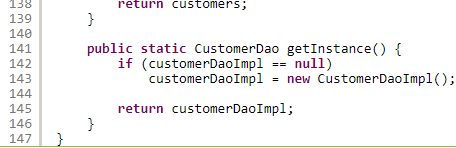 138 return customers;
139 }
140
141 public static CustomerDao getInstance() {
142 if (customerDaoImpl == null)
143 customerDaoImpl = new CustomerDaoImpl();
144
145 return customerDaoImpl;
146 }
147 }